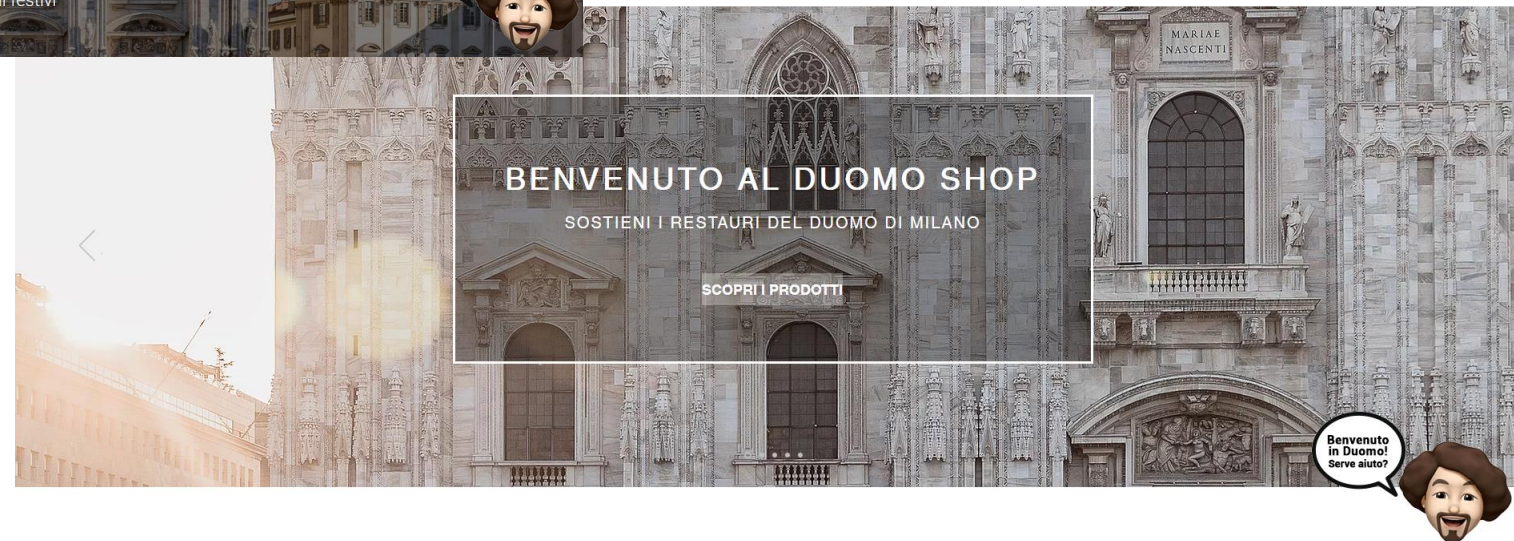 festivi
MARIAE
NASCENTI
BENVENUTO AL DUOMO SHOP
SOSTIENI I RESTAURI DEL DUOMO DI MILANO
SCOPRI I PRODOTTI
Benvenuto
in Duomo!
Serve aiuto?